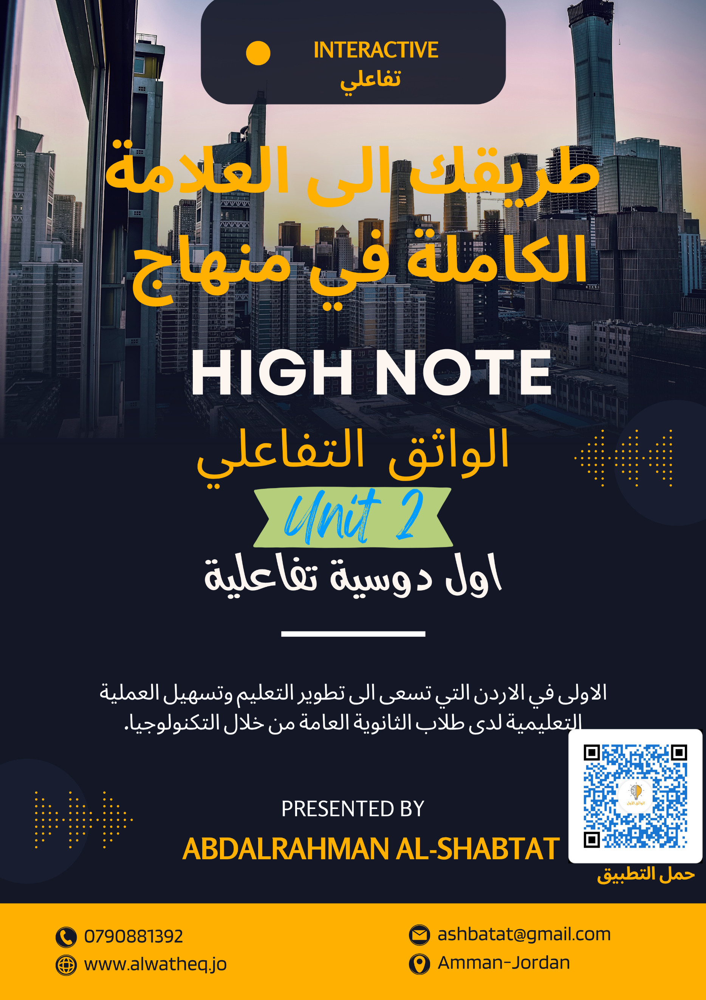 INTERACTIVE
تفاعلي
طريقك الى العلامة
الكاملة في منهاج
HIGH NOTE
الواثق التفاعلي
Unit 2
اول دوسية تفاعلية
الاولى في الاردن التي تسعى الى تطوير التعليم وتسهيل العملية
التعليمية لدى طلاب الثانوية العامة من خلال التكنولوجيا.
الواثق الأول
PRESENTED BY
ABDALRAHMAN AL-SHABTAT
حمل التطبيق
0790881392
ashbatat@gmail.com
www.alwatheq.jo
Amman-Jordan